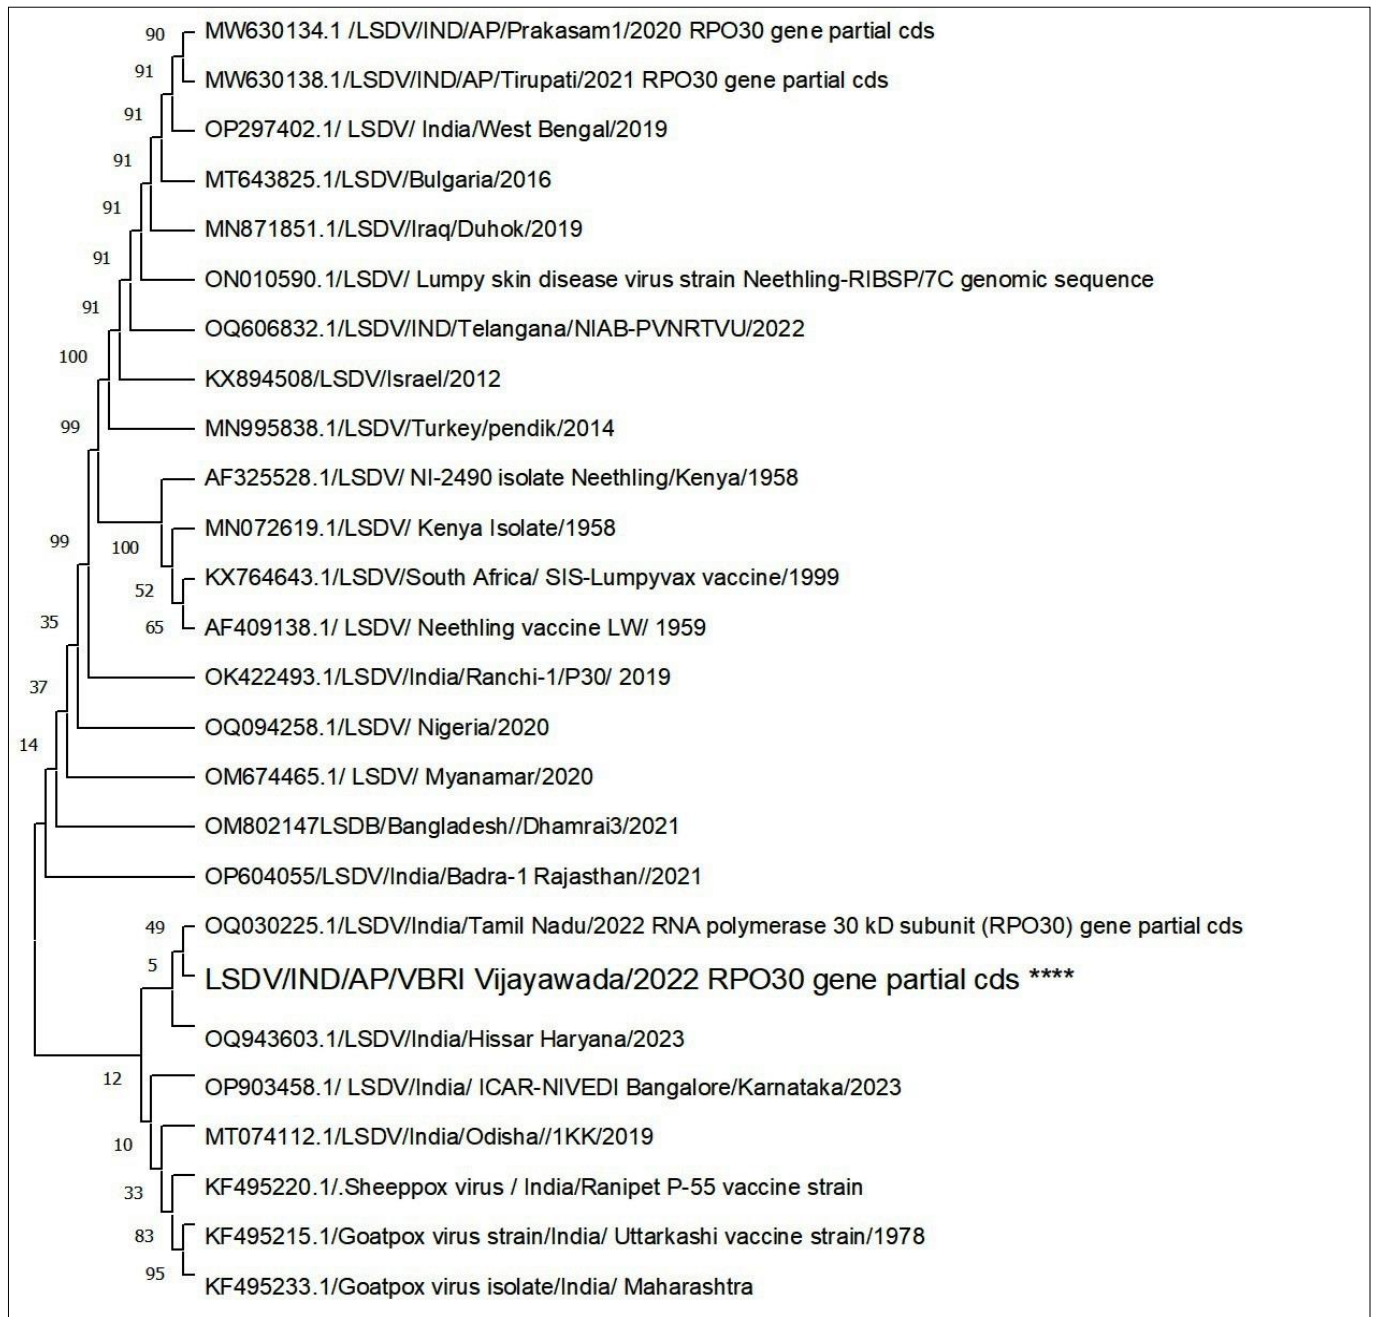 90
MW630134.1 /LSDV/IND/AP/Prakasam1/2020 RPO30 gene partial cds
91
MW630138.1/LSDV/IND/AP/Tirupati/2021 RPO30 gene partial cds
91
OP297402.1/ LSDV/ India/West Bengal/2019
91
MT643825.1/LSDV/Bulgaria/2016
91
MN871851.1/LSDV/Iraq/Duhok/2019
91
ON010590.1/LSDV/ Lumpy skin disease virus strain Neethling-RIBSP/7C genomic sequence
91
OQ606832.1/LSDV/IND/Telangana/NIAB-PVNRTVU/2022
100
KX894508/LSDV/Israel/2012
99
MN995838.1/LSDV/Turkey/pendik/2014
AF325528.1/LSDV/ NI-2490 isolate Neethling/Kenya/1958
99
MN072619.1/LSDV/ Kenya Isolate/1958
100
KX764643.1/LSDV/South Africa/ SIS-Lumpyvax vaccine/1999
52
35
65
AF409138.1/ LSDV/ Neethling vaccine LW/ 1959
37
OK422493.1/LSDV/India/Ranchi-1/P30/ 2019
14
OQ094258.1/LSDV/ Nigeria/2020
OM674465.1/ LSDV/ Myanamar/2020
OM802147LSDB/Bangladesh//Dhamrai3/2021
OP604055/LSDV/India/Badra-1 Rajasthan//2021
49
OQ030225.1/LSDV/India/Tamil Nadu/2022 RNA polymerase 30 kD subunit (RPO30) gene partial cds
5
LSDV/IND/AP/VBRI Vijayawada/2022 RPO30 gene partial cds ****
OQ943603.1/LSDV/India/Hissar Haryana/2023
12
OP903458.1/ LSDV/India/ ICAR-NIVEDI Bangalore/Karnataka/2023
10
MT074112.1/LSDV/India/Odisha//1KK/2019
33
KF495220.1/.Sheeppox virus / India/Ranipet P-55 vaccine strain
83
KF495215.1/Goatpox virus strain/India/ Uttarkashi vaccine strain/1978
95
KF495233.1/Goatpox virus isolate/India/ Maharashtra